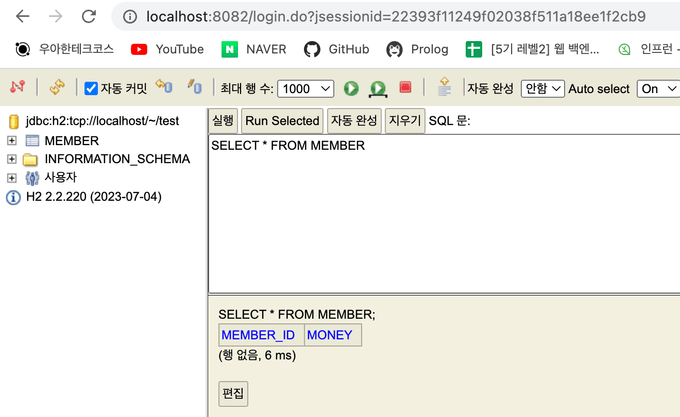 localhost:8082/login.do?jsessionid=22393f11249f02038f511a18ee1f2cb9
우아한테크코스 YouTube NAVER GitHub Prolog [5기 레벨2] 웹 백엔... 인프런 -
자동 커밋 최대 행 수: 1000 자동 완성 안함 Auto select On
jdbc:h2:tcp://localhost/~/test
MEMBER
INFORMATION_SCHEMA
사용자
H2 2.2.220 (2023-07-04)
실행 Run Selected 자동 완성 지우기 SQL 문:
SELECT * FROM MEMBER
SELECT * FROM MEMBER;
MEMBER_ID MONEY
(행 없음, 6 ms)
편집